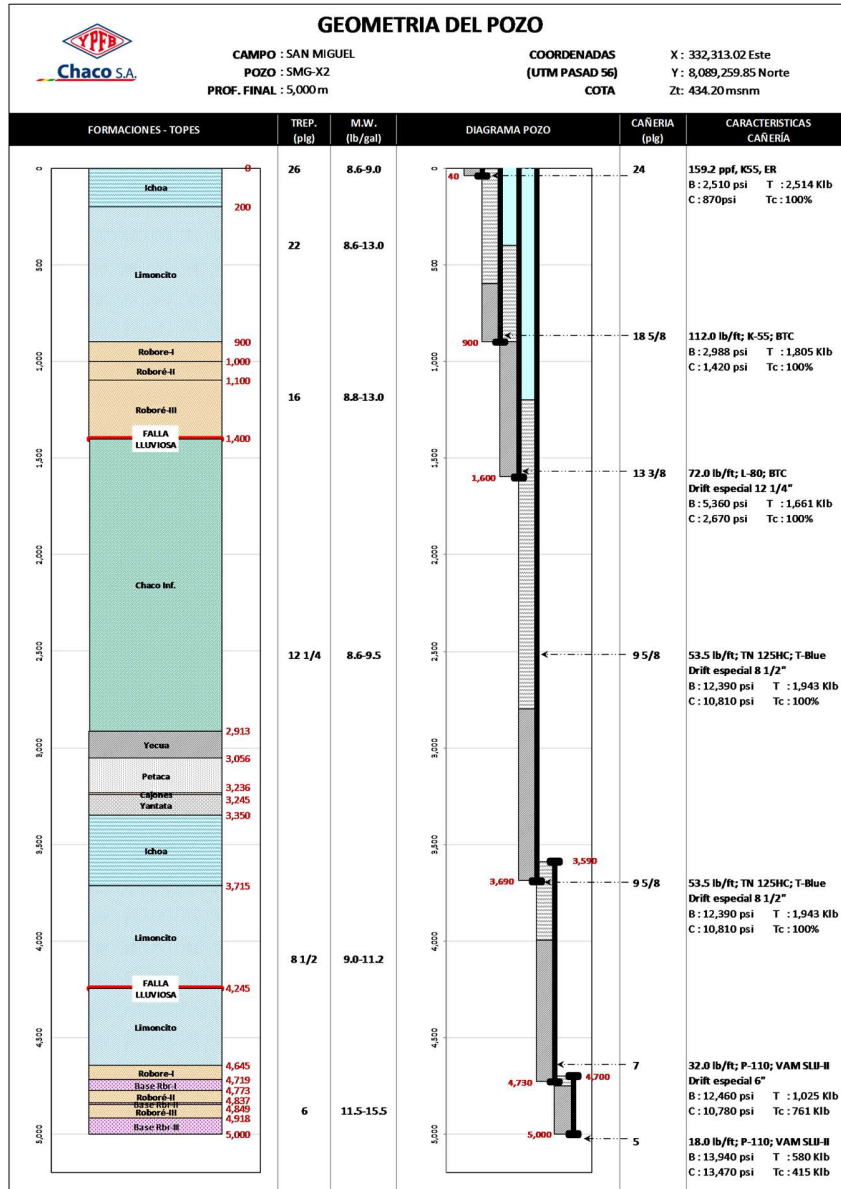 GEOMETRIA DEL POZO
YPFB
Chaco S.A.
CAMPO : SAN MIGUEL
POZO : SMG-X2
PROF. FINAL : 5,000 m
COORDENADAS
(UTM PASAD 56)
COTA
X : 332,313.02 Este
Y : 8,089,259.85 Norte
Zt: 434.20 msnm
FORMACIONES - TOPES
TREP.
(plg)
M.W.
(lb/gal)
DIAGRAMA POZO
CAÑERIA
(plg)
CARACTERISTICAS
CAÑERÍA
0
500
1,000
1,500
2,000
2,500
3,000
3,500
4,000
4,500
5,000
0
Ichoa
200
Limoncito
900
Robore-I
1,000
Roboré-II
1,100
Roboré-III
FALLA
LLUVIOSA
1,400
Chaco Inf.
2,913
Yecua
3,056
Petaca
3,236
Cajones
3,245
Yantata
3,350
Ichoa
3,715
Limoncito
FALLA
LLUVIOSA
4,245
Limoncito
4,645
Robore-I
4,719
Base Rbr-I
4,773
Roboré-II
4,837
Base Rbr-II
4,849
Roboré-III
4,918
Base Rbr-III
5,000
26
22
16
12 1/4
8 1/2
6
8.6-9.0
8.6-13.0
8.8-13.0
8.6-9.5
9.0-11.2
11.5-15.5
0
500
1,000
1,500
2,000
2,500
3,000
3,500
4,000
4,500
5,000
40
900
1,600
3,590
3,690
4,700
4,730
5,000
24
159.2 ppf, K55, ER
B : 2,510 psi T : 2,514 Klb
C : 870psi Tc : 100%
18 5/8
112.0 lb/ft; K-55; BTC
B : 2,988 psi T : 1,805 Klb
C : 1,420 psi Tc : 100%
13 3/8
72.0 lb/ft; L-80; BTC
Drift especial 12 1/4"
B : 5,360 psi T : 1,661 Klb
C : 2,670 psi Tc : 100%
9 5/8
53.5 lb/ft; TN 125HC; T-Blue
Drift especial 8 1/2"
B : 12,390 psi T : 1,943 Klb
C : 10,810 psi Tc : 100%
9 5/8
53.5 lb/ft; TN 125HC; T-Blue
Drift especial 8 1/2"
B : 12,390 psi T : 1,943 Klb
C : 10,810 psi Tc : 100%
7
32.0 lb/ft; P-110; VAM SLIJ-II
Drift especial 6"
B : 12,460 psi T : 1,025 Klb
C : 10,780 psi Tc : 761 Klb
5
18.0 lb/ft; P-110; VAM SLIJ-II
B : 13,940 psi T : 580 Klb
C : 13,470 psi Tc : 415 Klb